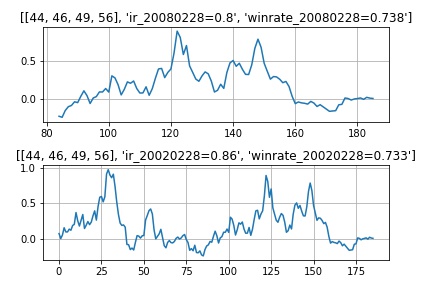 [[44, 46, 49, 56], 'ir_20080228=0.8', 'winrate_20080228=0.738']
0.5
0.0
80 100 120 140 160 180
[[44, 46, 49, 56], 'ir_20020228=0.86', 'winrate_20020228=0.733']
1.0
0.5
0.0
0 25 50 75 100 125 150 175